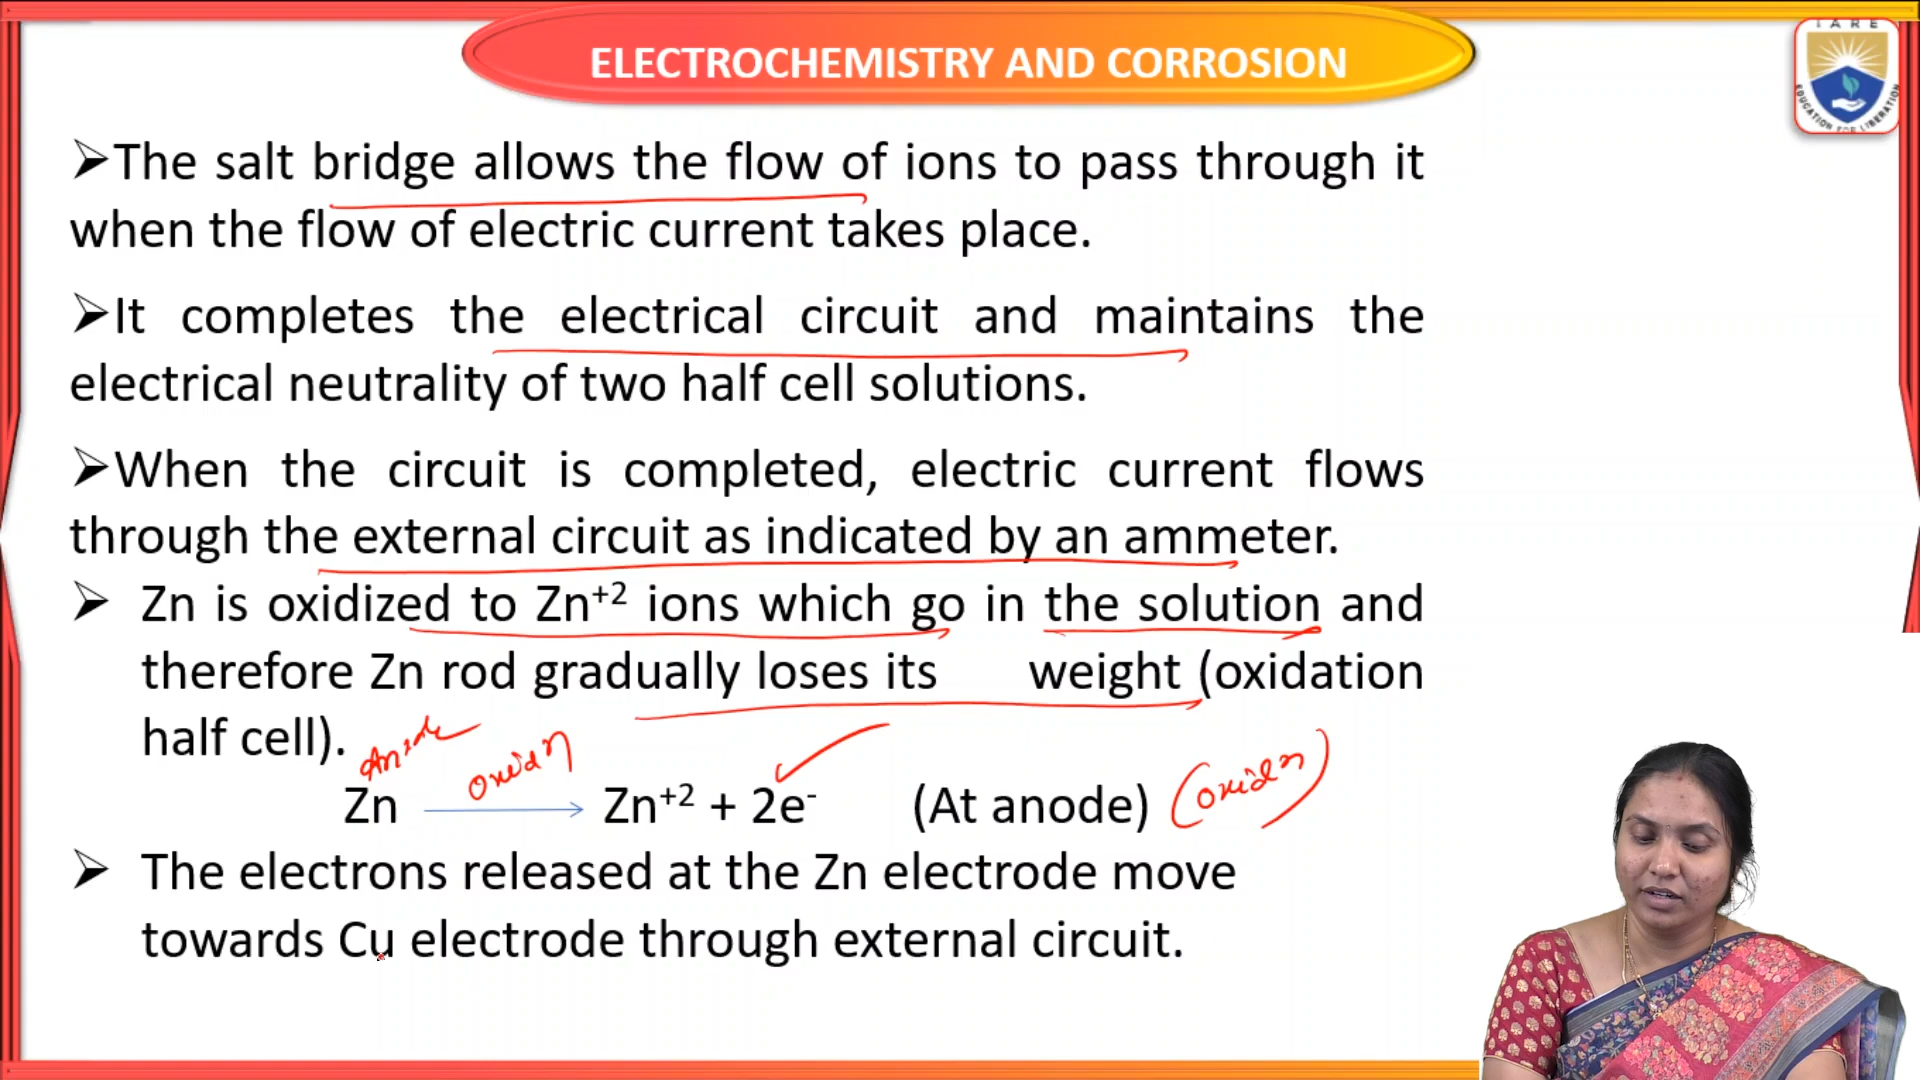 ELECTROCHEMISTRY AND CORROSION
IARE
EDUCATION FOR LIBERATION
➢The salt bridge allows the flow of ions to pass through it
when the flow of electric current takes place.
➢It completes the electrical circuit and maintains the
electrical neutrality of two half cell solutions.
➢When the circuit is completed, electric current flows
through the external circuit as indicated by an ammeter.
➢ Zn is oxidized to Zn⁺² ions which go in the solution and
therefore Zn rod gradually loses its weight (oxidation
half cell).
Anode
oxidn
Zn ⟶ Zn⁺² + 2e⁻ (At anode) (oxidn)
➢ The electrons released at the Zn electrode move
towards Cu electrode through external circuit.